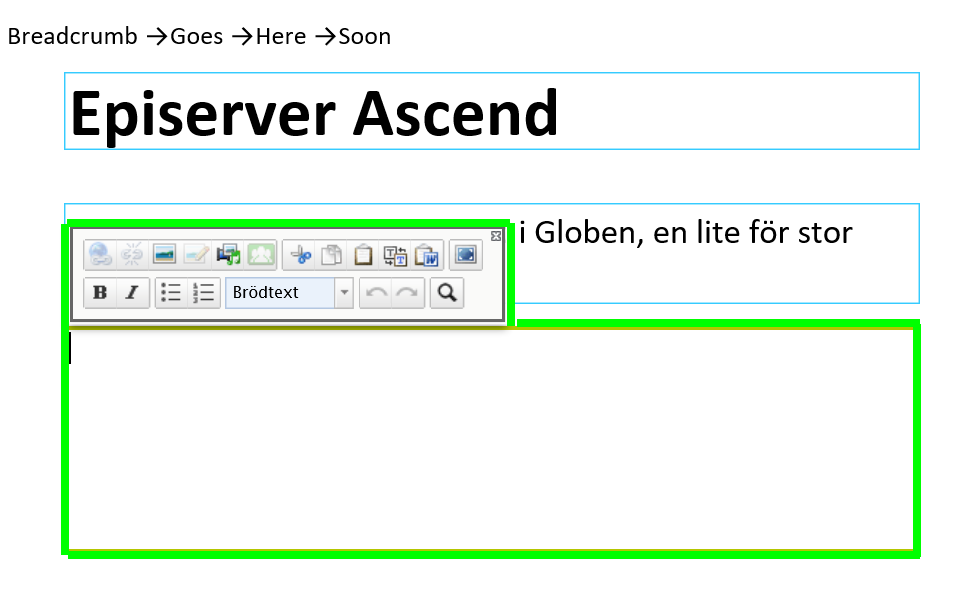 Breadcrumb →Goes →Here →Soon
Episerver Ascend
i Globen, en lite för stor
B I Brödtext